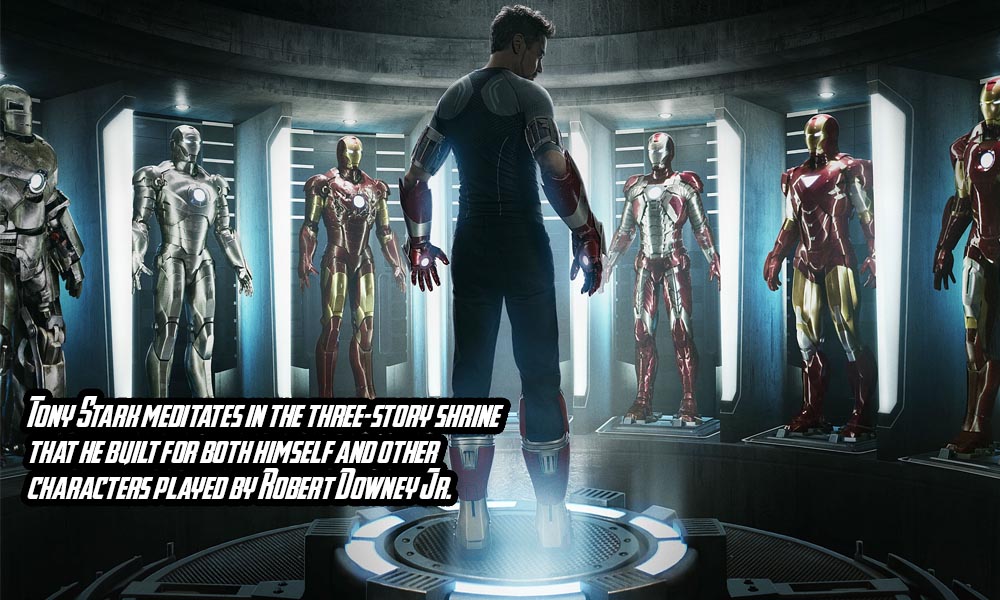 Tony Stark meditates in the three-story shrine
that he built for both himself and other
characters played by Robert Downey Jr.